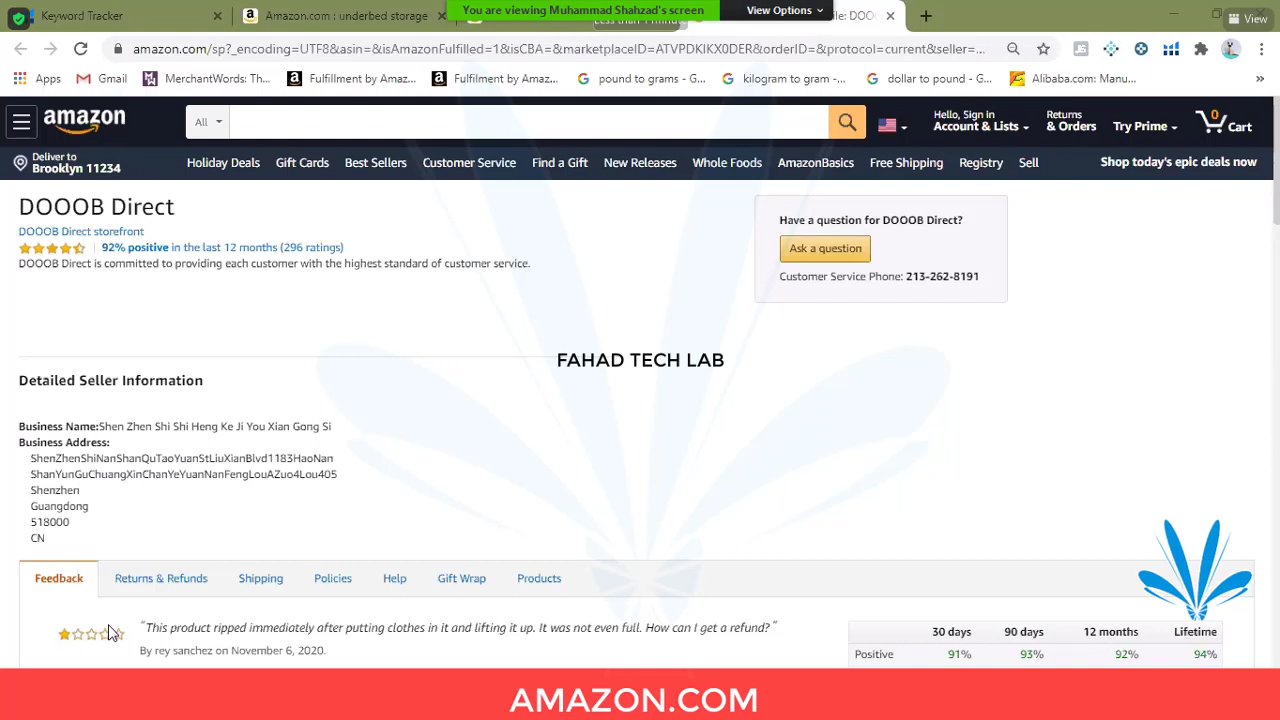 Keyword Tracker
Amazon.com : underbed storage
You are viewing Muhammad Shahzad's screen
View Options
Less than 1 minute
file: DOO
View
amazon.com/sp?_encoding=UTF8&asin=&isAmazonFulfilled=1&isCBA=&marketplaceID=ATVPDKIKX0DER&orderID=&protocol=current&seller=...
Apps
Gmail
MerchantWords: Th...
Fulfillment by Amaz...
Fulfilment by Amaz...
pound to grams - G...
kilogram to gram -...
dollar to pound - G...
Alibaba.com: Manu...
»
amazon
All
Hello, Sign in
Account & Lists
Returns
& Orders
Try Prime
0
Cart
Deliver to
Brooklyn 11234
Holiday Deals
Gift Cards
Best Sellers
Customer Service
Find a Gift
New Releases
Whole Foods
AmazonBasics
Free Shipping
Registry
Sell
Shop today's epic deals now
DOOOB Direct
DOOOB Direct storefront
92% positive in the last 12 months (296 ratings)
DOOOB Direct is committed to providing each customer with the highest standard of customer service.
Have a question for DOOOB Direct?
Ask a question
Customer Service Phone: 213-262-8191
FAHAD TECH LAB
Detailed Seller Information
Business Name:Shen Zhen Shi Shi Heng Ke Ji You Xian Gong Si
Business Address:
ShenZhenShiNanShanQuTaoYuanStLiuXianBlvd1183HaoNan
ShanYunGuChuangXinChanYeYuanNanFengLouAZuo4Lou405
Shenzhen
Guangdong
518000
CN
Feedback
Returns & Refunds
Shipping
Policies
Help
Gift Wrap
Products
"This product ripped immediately after putting clothes in it and lifting it up. It was not even full. How can I get a refund?"
By rey sanchez on November 6, 2020.
30 days
90 days
12 months
Lifetime
Positive
91%
93%
92%
94%
AMAZON.COM